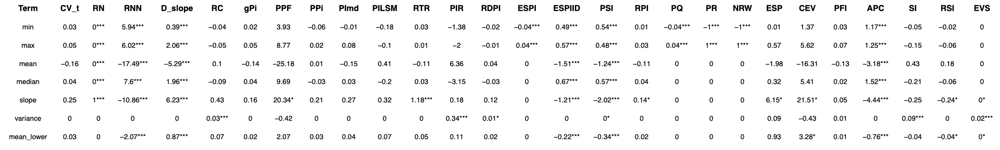 Term CV_t RN RNN D_slope RC gPi PPF PPi PImd PILSM RTR PIR RDPI ESPI ESPIID PSI RPI PQ PR NRW ESP CEV PFI APC SI RSI EVS
min 0.03 0*** 5.94*** 0.39*** −0.04 0.02 3.93 −0.06 −0.01 −0.18 0.03 −1.38 −0.02 −0.04*** 0.49*** 0.54*** 0.01 −0.04*** −1*** −1*** 0.01 1.37 0.03 1.17*** −0.05 −0.02 0
max 0.05 0*** 6.02*** 2.06*** −0.05 0.05 8.77 0.02 0.08 −0.1 0.01 −2 −0.01 0.04*** 0.57*** 0.48*** 0.03 0.04*** 1*** 1*** 0.57 5.62 0.07 1.25*** −0.15 −0.06 0
mean −0.16 0*** −17.49*** −5.29*** 0.1 −0.14 −25.18 0.01 −0.15 0.41 −0.11 6.36 0.04 0 −1.51*** −1.24*** −0.11 0 0 0 −1.98 −16.31 −0.13 −3.18*** 0.43 0.18 0
median 0.04 0*** 7.6*** 1.96*** −0.09 0.04 9.69 −0.03 0.03 −0.2 0.03 −3.15 −0.03 0 0.67*** 0.57*** 0.04 0 0 0 0.32 5.41 0.02 1.52*** −0.21 −0.06 0
slope 0.25 1*** −10.86*** 6.23*** 0.43 0.16 20.34* 0.21 0.27 0.32 1.18*** 0.18 0.12 0 −1.21*** −2.02*** 0.14* 0 0 0 6.15* 21.51* 0.05 −4.44*** −0.25 −0.24* 0*
variance 0 0 0 0 0.03*** 0 −0.42 0 0 0 0 0.34*** 0.01* 0 0 0* 0 0 0 0 0.09 −0.43 0.01 0 0.09*** 0 0.02***
mean_lower 0.03 0 −2.07*** 0.87*** 0.07 0.02 2.07 0.03 0.04 0.07 0.05 0.11 0.02 0 −0.22*** −0.34*** 0.02 0 0 0 0.93 3.28* 0.01 −0.76*** −0.04 −0.04* 0*